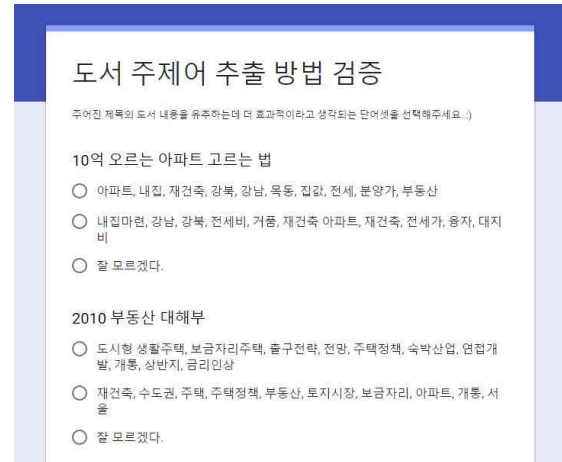 도서 주제어 추출 방법 검증
주어진 제목의 도서 내용을 유추하는데 더 효과적이라고 생각되는 단어셋을 선택해주세요. :)
10억 오르는 아파트 고르는 법
아파트, 내집, 재건축, 강북, 강남, 목동, 집값, 전세, 분양가, 부동산
내집마련, 강남, 강북, 전세비, 거품, 재건축 아파트, 재건축, 전세가, 융자, 대지
비
잘 모르겠다.
2010 부동산 대해부
도시형 생활주택, 보금자리주택, 출구전략, 전망, 주택정책, 숙박산업, 연접개
발, 개통, 상반지, 금리인상
재건축, 수도권, 주택, 주택정책, 부동산, 토지시장, 보금자리, 아파트, 개통, 서
울
잘 모르겠다.